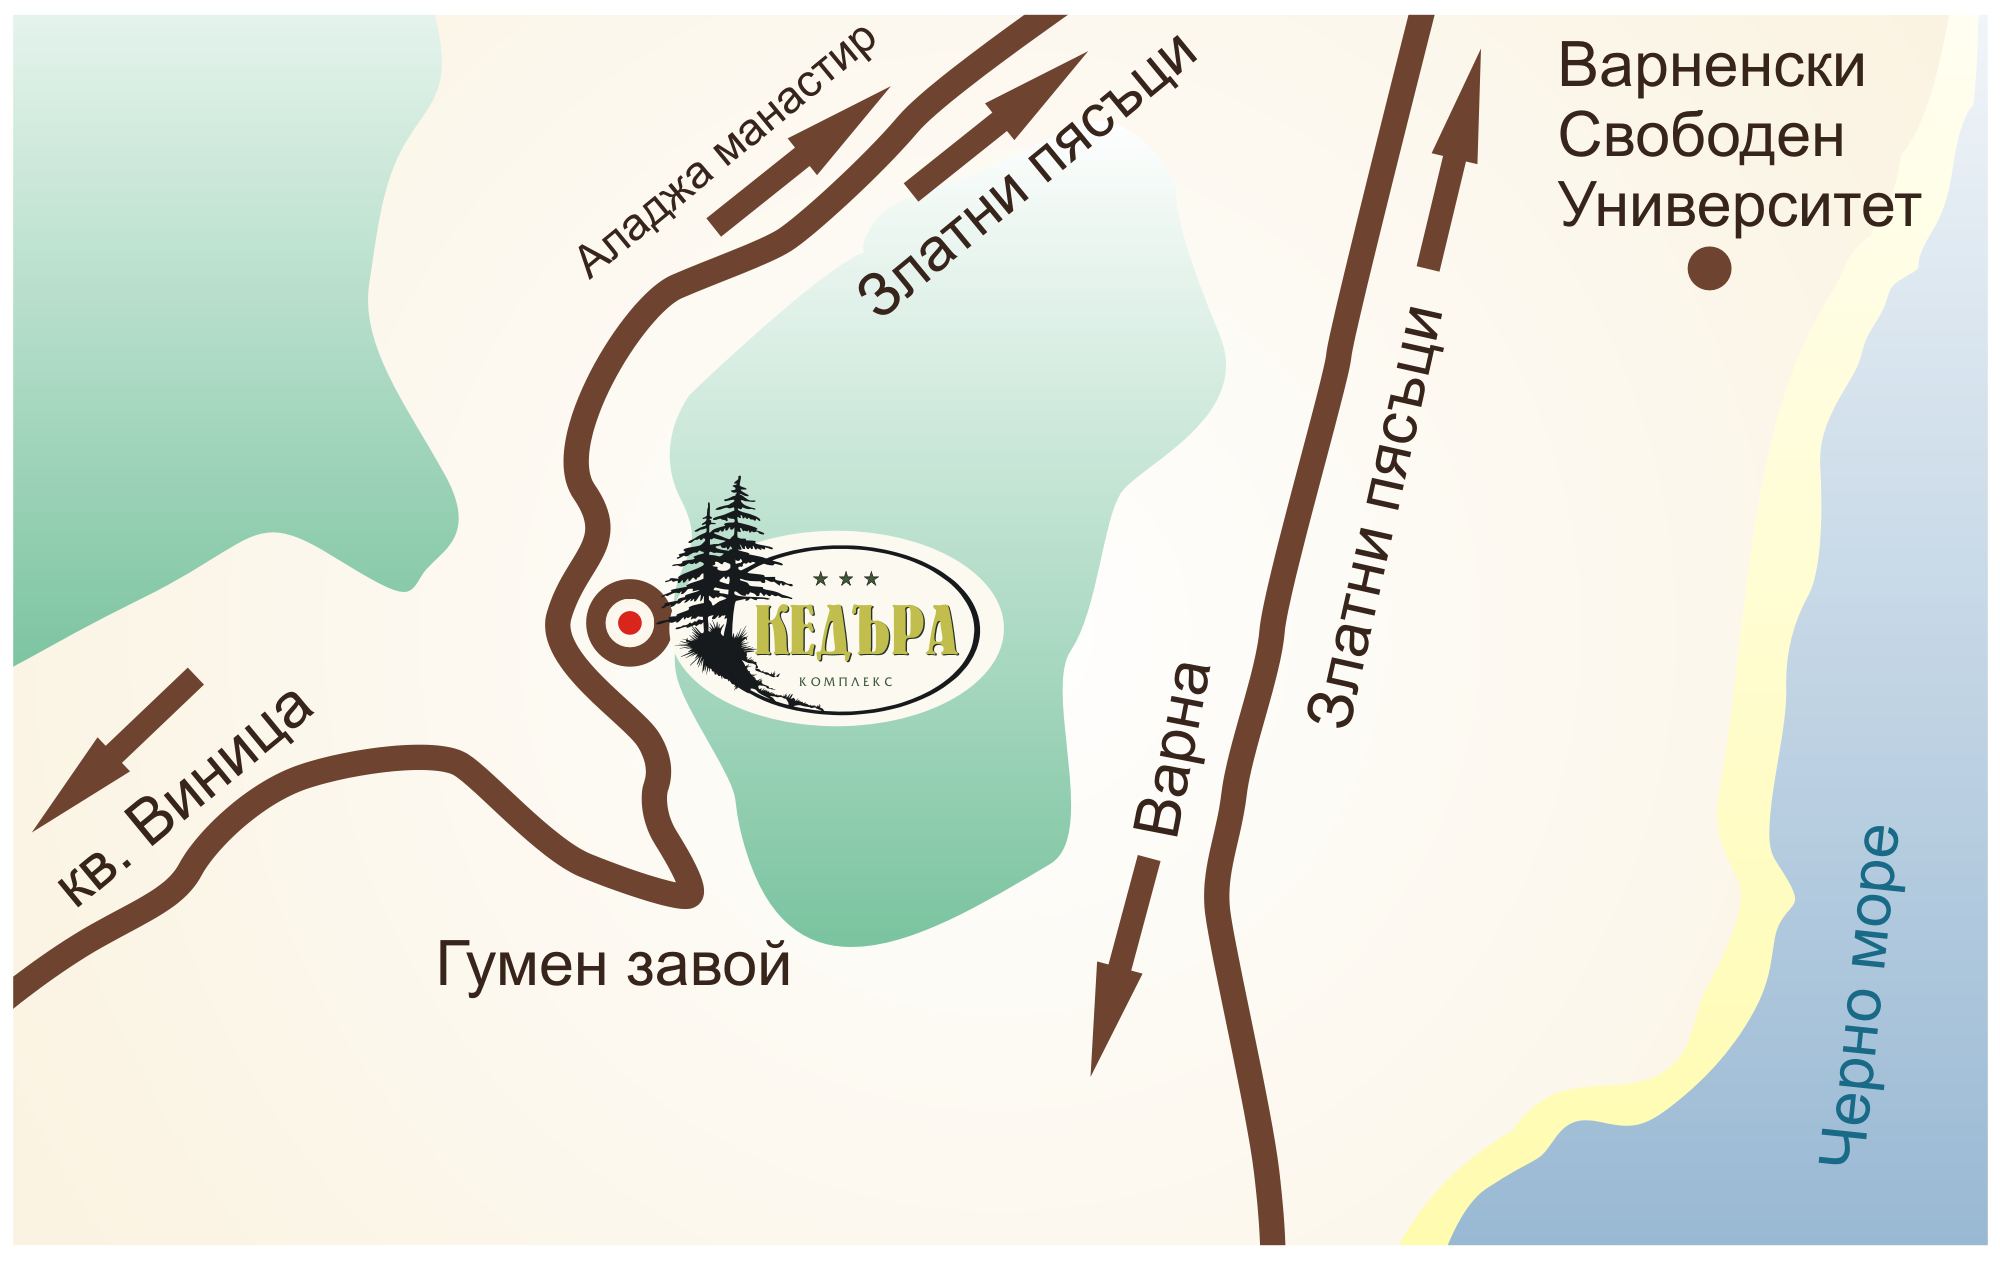 Аладжа манастир
Златни пясъци
Варненски
Свободен
Университет
Златни пясъци
★ ★ ★
КЕДЪРА
КОМПЛЕКС
Варна
кв. Виница
Гумен завой
Черно море